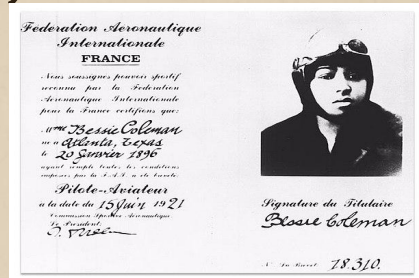 Fédération Aéronautique
Internationale
FRANCE
Nous soussignés pouvoir sportif
reconnu par la Fédération
Aéronautique Internationale
pour la France certifions que:
Mme Bessie Coleman
né à Atlanta, Texas
le 20 Janvier 1896
ayant rempli toutes les conditions
imposées par la F.A.I. a été breveté
Pilote-Aviateur
à la date du 15 Juin 1921
Commission Sportive Aéronautique
Le Président
Signature du Titulaire
Bessie Coleman
N° du Brevet 18.310.